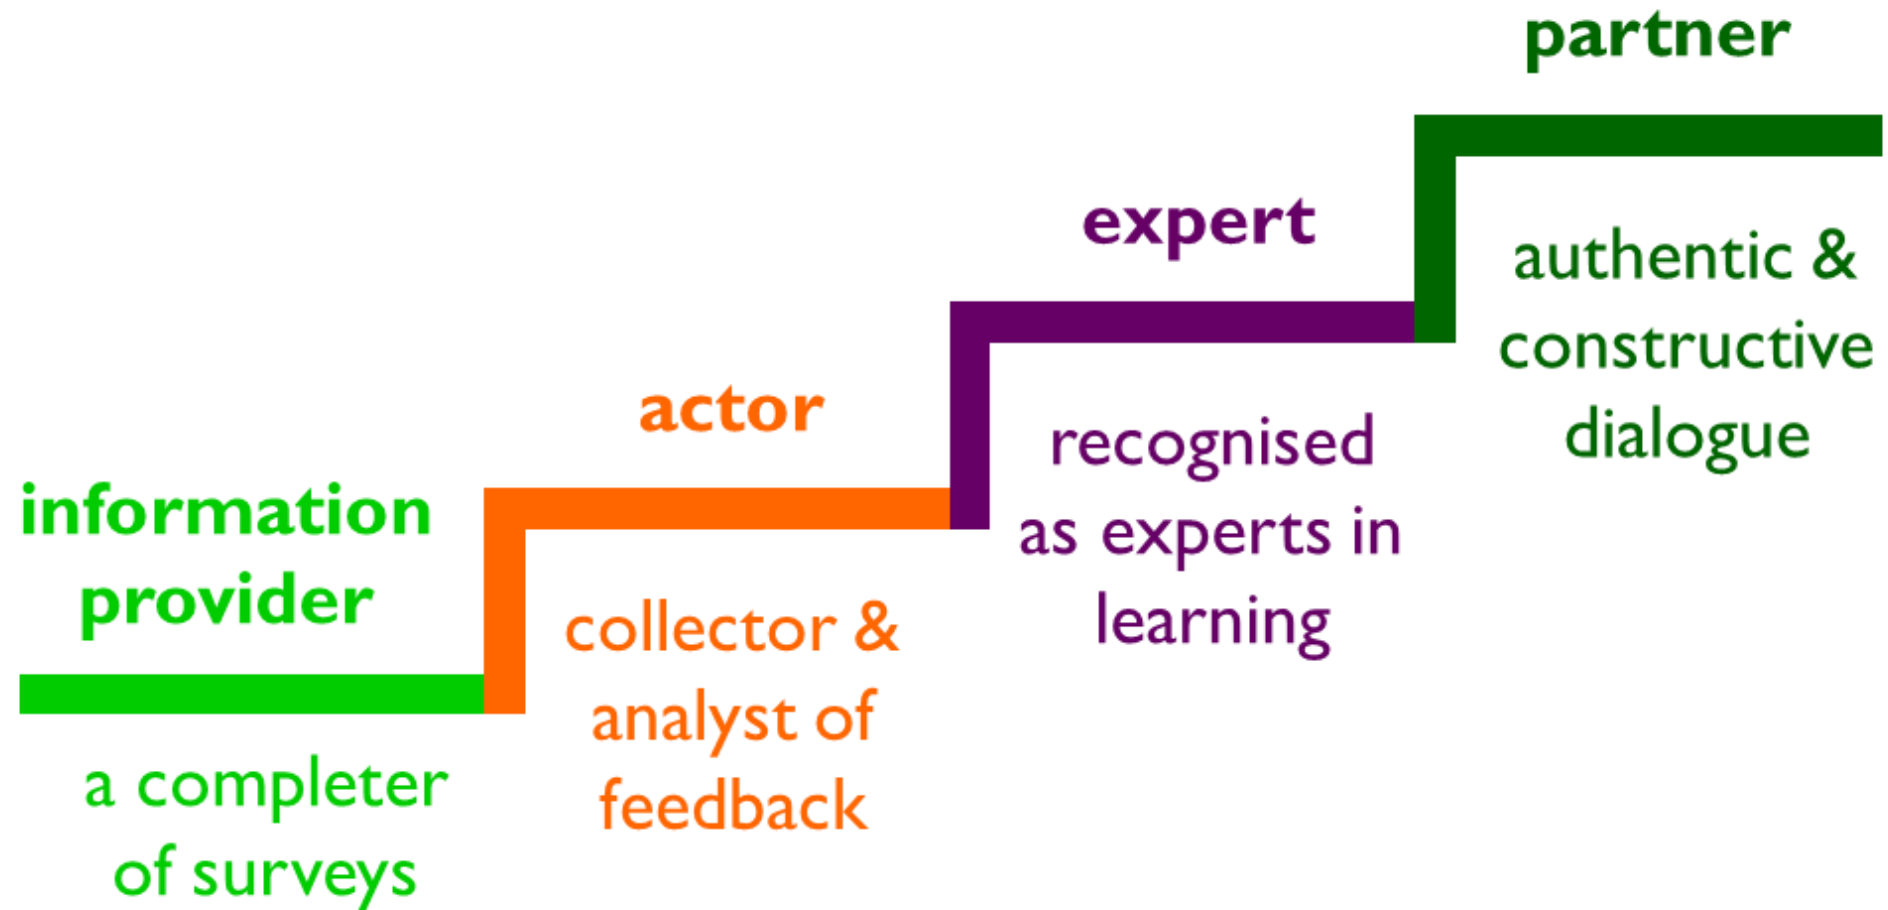 information
provider
a completer
of surveys
actor
collector &
analyst of
feedback
expert
recognised
as experts in
learning
partner
authentic &
constructive
dialogue